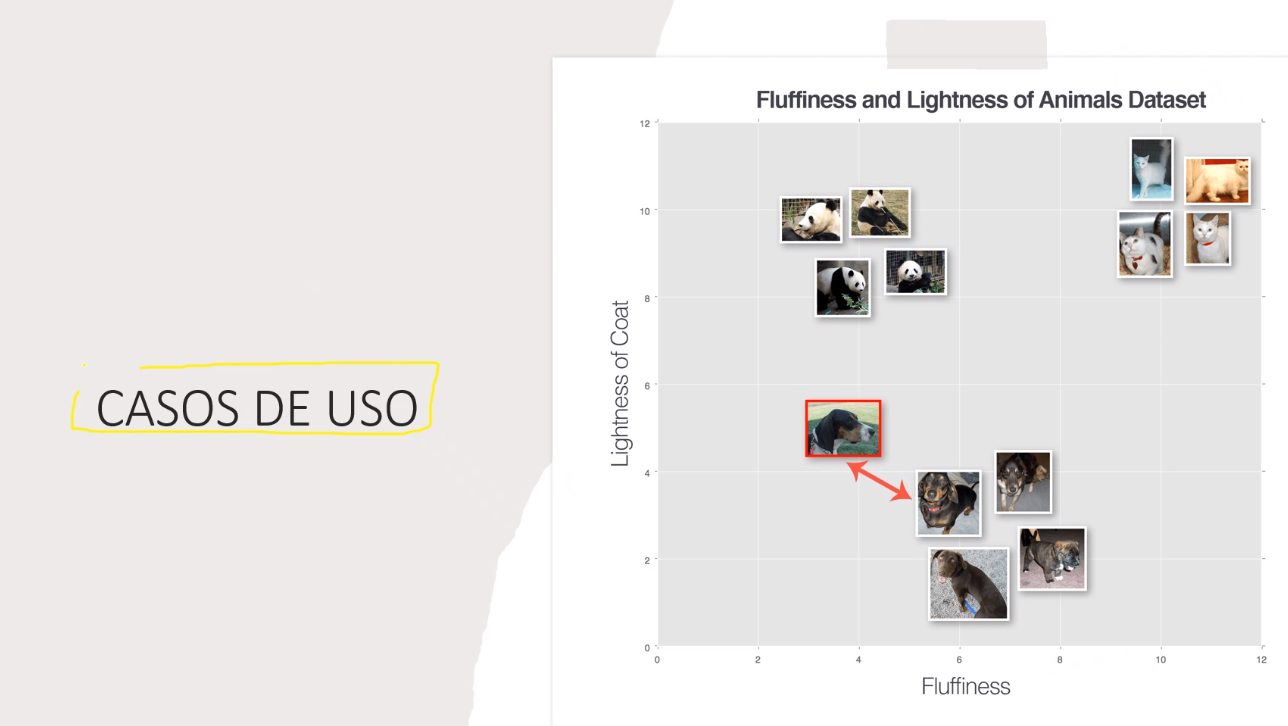 CASOS DE USO
Fluffiness and Lightness of Animals Dataset
Lightness of Coat
12
10
8
6
4
2
0
0 2 4 6 8 10 12
Fluffiness